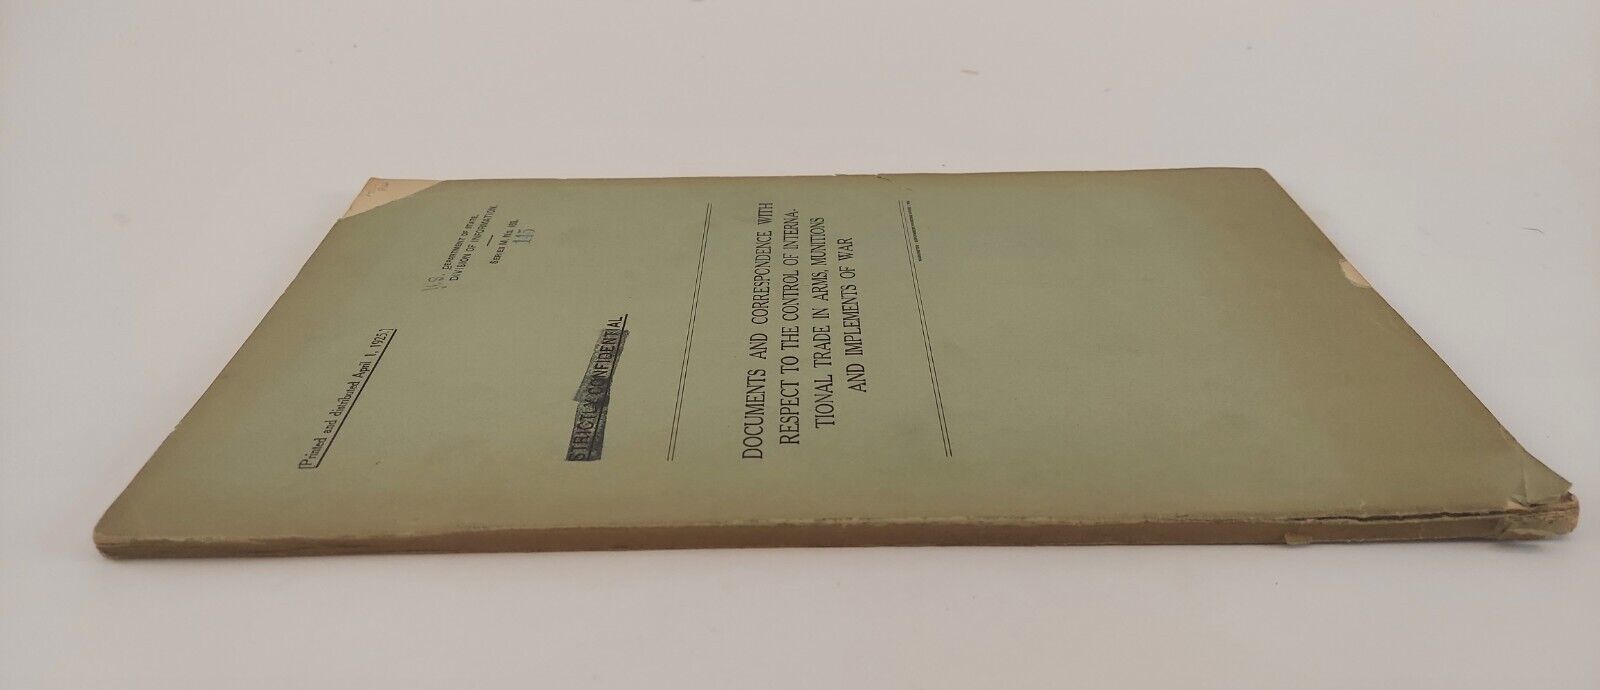 U.S. DEPARTMENT OF STATE
DIVISION OF INFORMATION
SERIES M, No.
145
[Printed and distributed April 1, 1925.]
STRICTLY CONFIDENTIAL
DOCUMENTS AND CORRESPONDENCE WITH
RESPECT TO THE CONTROL OF INTERNA-
TIONAL TRADE IN ARMS, MUNITIONS
AND IMPLEMENTS OF WAR